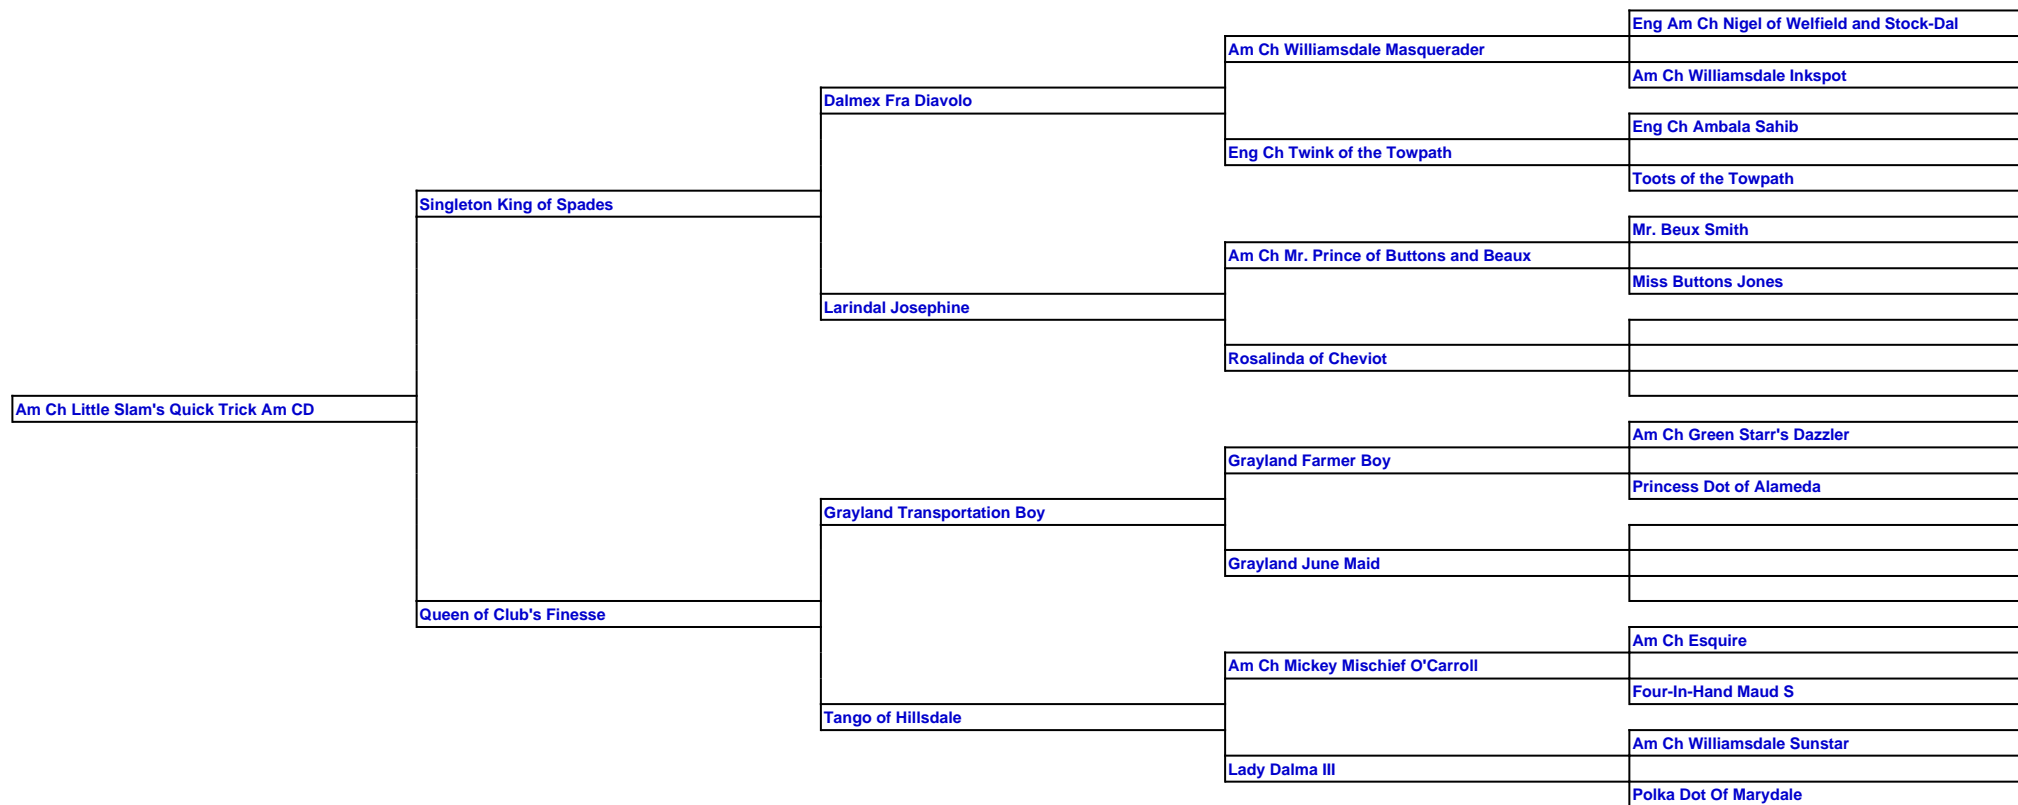 Eng Am Ch Nigel of Welfield and Stock-Dal
Am Ch Williamsdale Masquerader
Am Ch Williamsdale Inkspot
Dalmex Fra Diavolo
Eng Ch Ambala Sahib
Eng Ch Twink of the Towpath
Toots of the Towpath
Singleton King of Spades
Mr. Beux Smith
Am Ch Mr. Prince of Buttons and Beaux
Miss Buttons Jones
Larindal Josephine
Rosalinda of Cheviot
Am Ch Little Slam's Quick Trick Am CD
Am Ch Green Starr's Dazzler
Grayland Farmer Boy
Princess Dot of Alameda
Grayland Transportation Boy
Grayland June Maid
Queen of Club's Finesse
Am Ch Esquire
Am Ch Mickey Mischief O'Carroll
Four-In-Hand Maud S
Tango of Hillsdale
Am Ch Williamsdale Sunstar
Lady Dalma III
Polka Dot Of Marydale